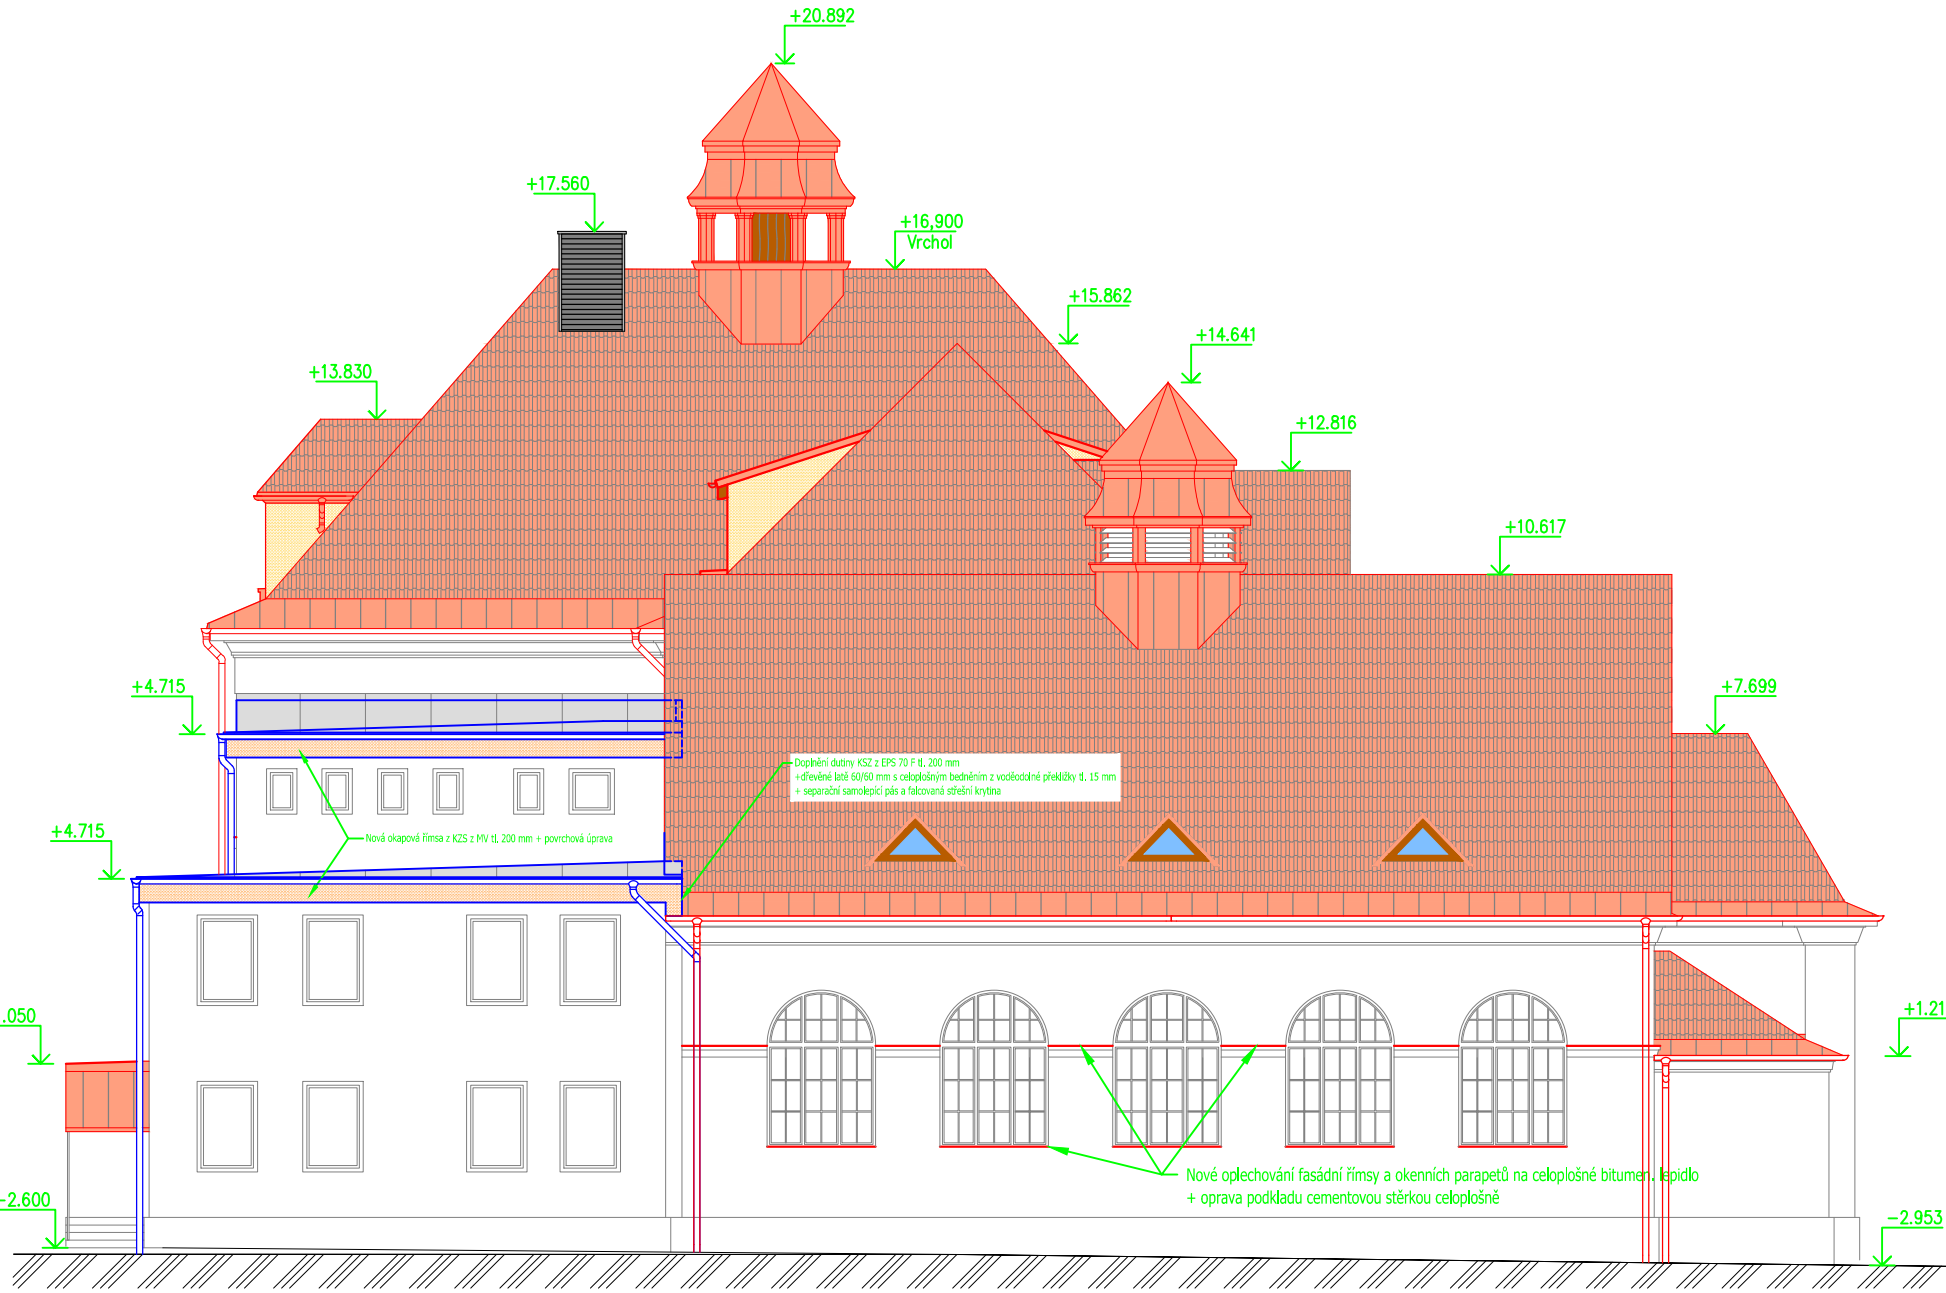 +20.892
+17.560
+16,900
Vrchol
+15.862
+14.641
+13.830
+12.816
+10.617
+4.715
+7.699
Doplnění dutiny KSZ z EPS 70 F tl, 200 mm
+dřevěné latě 60/60 mm s celoplošným bedněním z voěodolné překližky tl. 15 mm
+ separační samolepící pás a falcovaná střešní krytina
+4.715
Nová okapová římsa z KZS z MV tl. 200 mm + povrchová úprava
.050
+1.21
Nové oplechování fasádní římsy a okenních parapetů na celoplošné bitumen. lepidlo
+ oprava podkladu cementovou stěrkou celoplošně
-2.600
-2.953